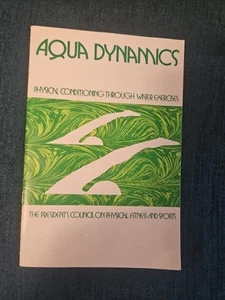 AQUA DYNAMICS
PHYSICAL CONDITIONING THROUGH WATER EXERCISES
THE PRESIDENT'S COUNCIL ON PHYSICAL FITNESS AND SPORTS